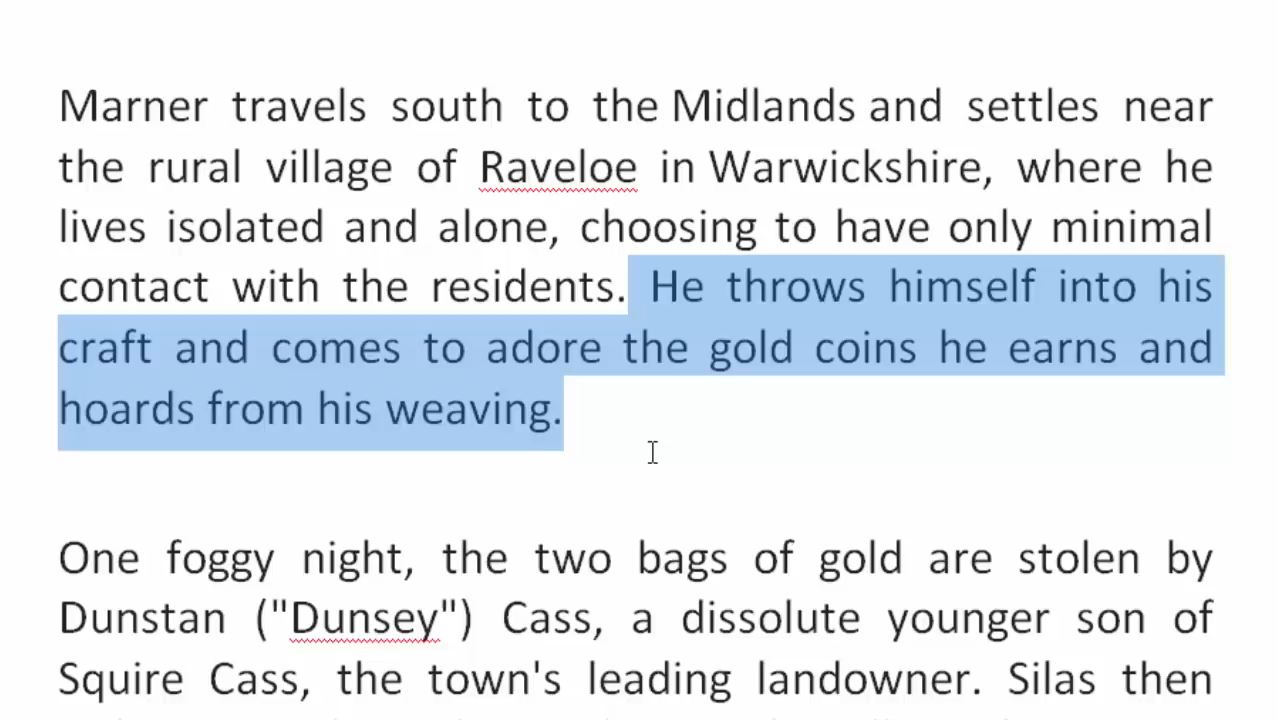 Marner travels south to the Midlands and settles near
the rural village of Raveloe in Warwickshire, where he
lives isolated and alone, choosing to have only minimal
contact with the residents. He throws himself into his
craft and comes to adore the gold coins he earns and
hoards from his weaving.
One foggy night, the two bags of gold are stolen by
Dunstan ("Dunsey") Cass, a dissolute younger son of
Squire Cass, the town's leading landowner. Silas then